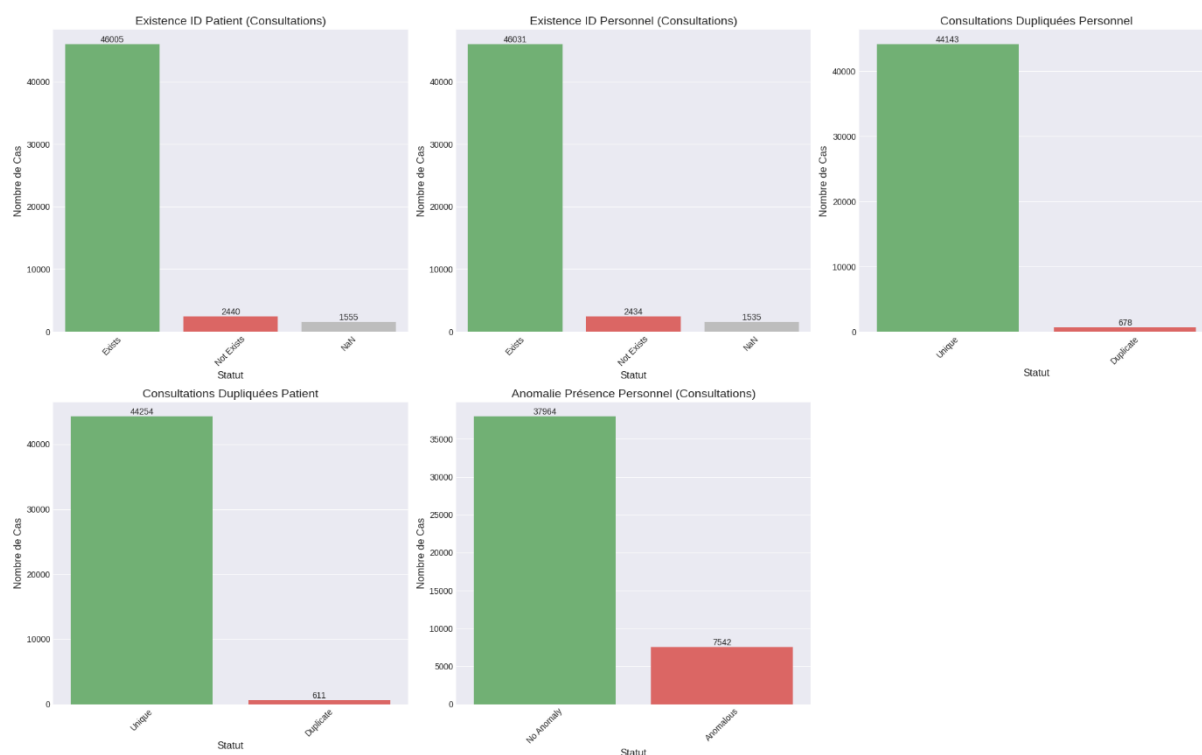 Existence ID Patient (Consultations)
46005
40000
30000
20000
10000
0
2440
1555
Nombre de Cas
Exists
Not Exists
NaN
Statut
Existence ID Personnel (Consultations)
46031
40000
30000
20000
10000
0
2434
1535
Nombre de Cas
Exists
Not Exists
NaN
Statut
Consultations Dupliquées Personnel
44143
40000
30000
20000
10000
0
678
Nombre de Cas
Unique
Duplicate
Statut
Consultations Dupliquées Patient
44254
40000
30000
20000
10000
0
611
Nombre de Cas
Unique
Duplicate
Statut
Anomalie Présence Personnel (Consultations)
37964
35000
30000
25000
20000
15000
10000
5000
0
7542
Nombre de Cas
No Anomaly
Anomalous
Statut